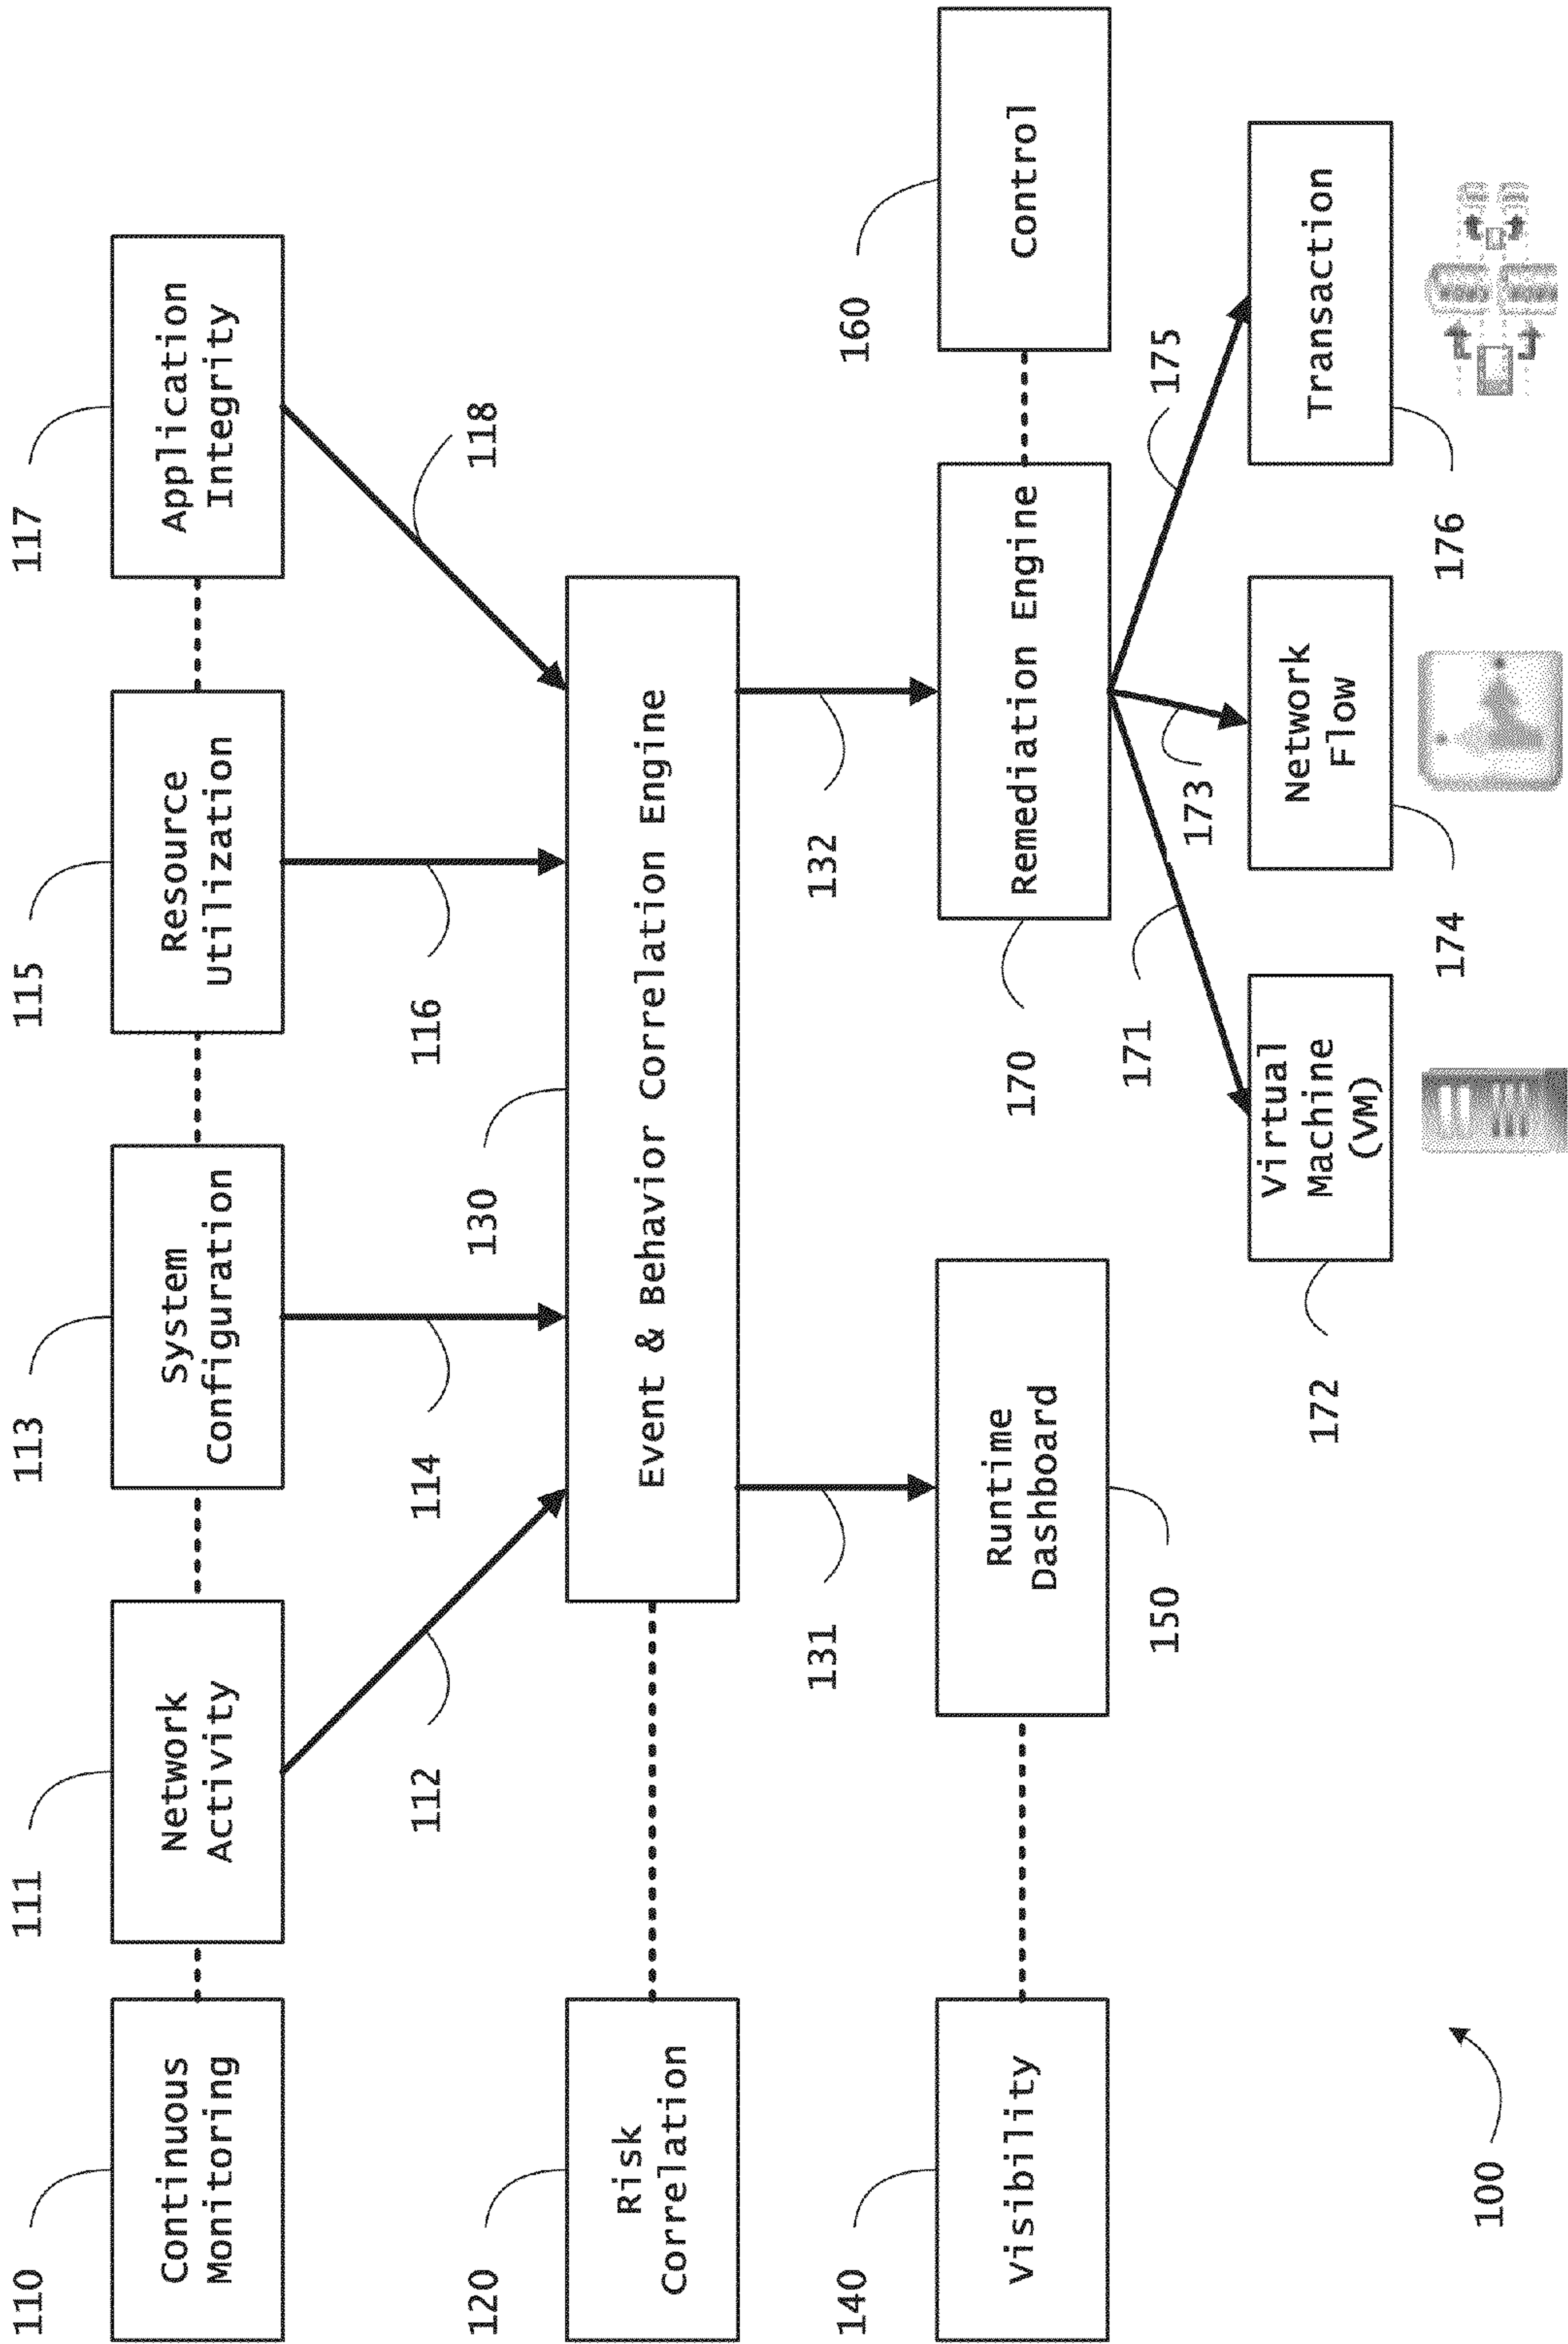 110
111
113
115
117
Continuous
Monitoring
Network
Activity
System
Configuration
Resource
Utilization
Application
Integrity
112
114
116
118
120
130
Risk
Correlation
Event & Behavior Correlation Engine
131
132
140
160
Visibility
Runtime
Dashboard
Remediation Engine
Control
150
170
171
173
175
Virtual
Machine
(VM)
Network
Flow
Transaction
172
174
176
100